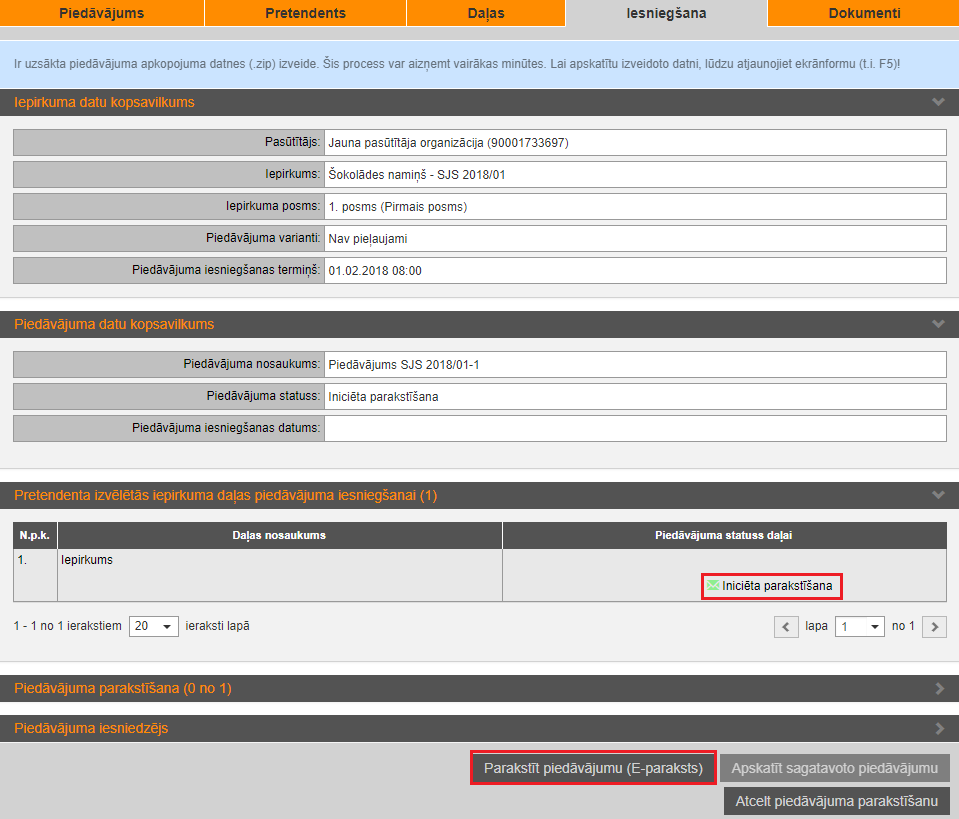 Piedāvājums Pretendents Daļas Iesniegšana Dokumenti
Ir uzsākta piedāvājuma apkopojuma datnes (.zip) izveide. Šis process var aizņemt vairākas minūtes. Lai apskatītu izveidoto datni, lūdzu atjaunojiet ekrānformu (t.i. F5)!
Iepirkuma datu kopsavilkums
Pasūtītājs: Jauna pasūtītāja organizācija (90001733697)
Iepirkums: Šokolādes namiņš - SJS 2018/01
Iepirkuma posms: 1. posms (Pirmais posms)
Piedāvājuma varianti: Nav pieļaujami
Piedāvājuma iesniegšanas termiņš: 01.02.2018 08:00
Piedāvājuma datu kopsavilkums
Piedāvājuma nosaukums: Piedāvājums SJS 2018/01-1
Piedāvājuma statuss: Iniciēta parakstīšana
Piedāvājuma iesniegšanas datums:
Pretendenta izvēlētās iepirkuma daļas piedāvājuma iesniegšanai (1)
N.p.k. Daļas nosaukums Piedāvājuma statuss daļai
1. Iepirkums
Iniciēta parakstīšana
1 - 1 no 1 ierakstiem 20 ieraksti lapā lapa 1 no 1
Piedāvājuma parakstīšana (0 no 1)
Piedāvājuma iesniedzējs
Parakstīt piedāvājumu (E-paraksts) Apskatīt sagatavoto piedāvājumu
Atcelt piedāvājuma parakstīšanu